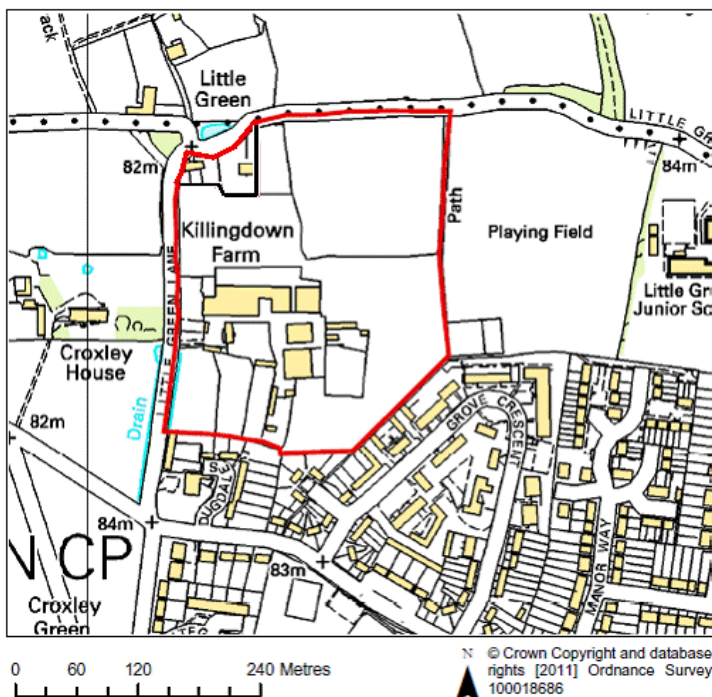 ack
Little
Green
82m
LITTLE GR
84m
Path
Killingdown
Farm
Playing Field
LITTLE GREEN LANE
Little Gr
Junior Sc
Croxley
House
82m
Drain
GROVE CRESCENT
S
DUGDALE
84m
N CP
83m
MANOR WAY
Croxley
Green
0 60 120 240 Metres
N
© Crown Copyright and database
rights [2011] Ordnance Survey
100018686